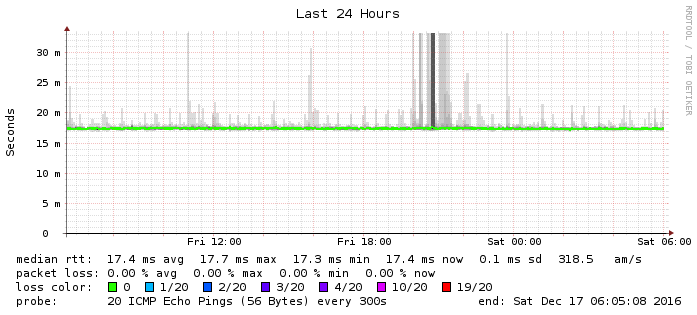 Last 24 Hours
RRDTOOL / TOBI OETIKER
Seconds
30 m
25 m
20 m
15 m
10 m
5 m
0
Fri 12:00 Fri 18:00 Sat 00:00 Sat 06:00
median rtt: 17.4 ms avg 17.7 ms max 17.3 ms min 17.4 ms now 0.1 ms sd 318.5 am/s
packet loss: 0.00 % avg 0.00 % max 0.00 % min 0.00 % now
loss color: 0 1/20 2/20 3/20 4/20 10/20 19/20
probe: 20 ICMP Echo Pings (56 Bytes) every 300s end: Sat Dec 17 06:05:08 2016